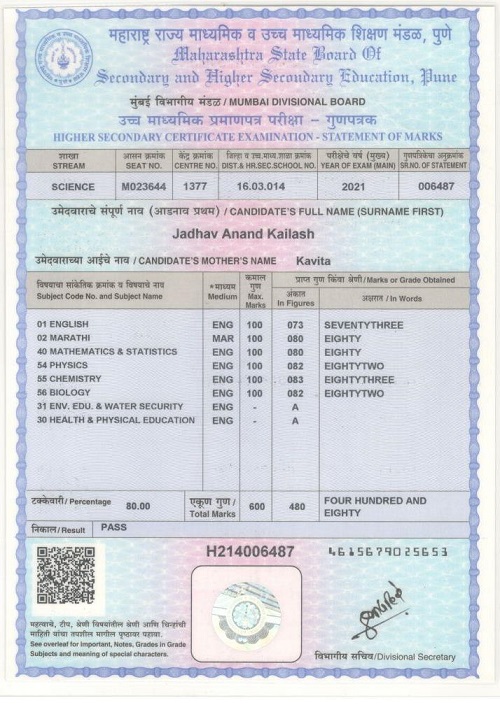 महाराष्ट्र राज्य माध्यमिक व उच्च माध्यमिक शिक्षण मंडळ, पुणे
Maharashtra State Board Of
Secondary and Higher Secondary Education, Pune
मुंबई विभागीय मंडळ / MUMBAI DIVISIONAL BOARD
उच्च माध्यमिक प्रमाणपत्र परीक्षा - गुणपत्रक
HIGHER SECONDARY CERTIFICATE EXAMINATION - STATEMENT OF MARKS
शाखा आसन क्रमांक केंद्र क्रमांक जिल्हा व उच्च.माध्य.शाळा क्रमांक परीक्षेचे वर्ष (मुख्य) गुणपत्रिकेचा अनुक्रमांक
STREAM SEAT NO. CENTRE NO. DIST.& HR.SEC.SCHOOL NO. YEAR OF EXAM (MAIN) SR.NO. OF STATEMENT
SCIENCE M023644 1377 16.03.014 2021 006487
उमेदवाराचे संपूर्ण नाव (आडनाव प्रथम) / CANDIDATE'S FULL NAME (SURNAME FIRST)
Jadhav Anand Kailash
उमेदवाराच्या आईचे नाव / CANDIDATE'S MOTHER'S NAME Kavita
विषयाचा सांकेतिक क्रमांक व विषयाचे नाव
Subject Code No. and Subject Name
*माध्यम
Medium
कमाल
गुण
Max.
Marks
प्राप्त गुण किंवा श्रेणी/Marks or Grade Obtained
अंकात
In Figures
अक्षरात / In Words
01 ENGLISH ENG 100 073 SEVENTYTHREE
02 MARATHI MAR 100 080 EIGHTY
40 MATHEMATICS & STATISTICS ENG 100 080 EIGHTY
54 PHYSICS ENG 100 082 EIGHTYTWO
55 CHEMISTRY ENG 100 083 EIGHTYTHREE
56 BIOLOGY ENG 100 082 EIGHTYTWO
31 ENV. EDU. & WATER SECURITY ENG - A
30 HEALTH & PHYSICAL EDUCATION ENG - A
टक्केवारी/ Percentage 80.00 एकूण गुण / Total Marks 600 480 FOUR HUNDRED AND
EIGHTY
निकाल/ Result PASS
H214006487 4615679025653
महत्वाचे, टीप, श्रेणी विषयांतील श्रेणी आणि चिन्हांची
माहिती यांचा तपशील मागील पृष्ठावर पहावा.
See overleaf for important, Notes, Grades in Grade
Subjects and meaning of special characters.
विभागीय सचिव/Divisional Secretary